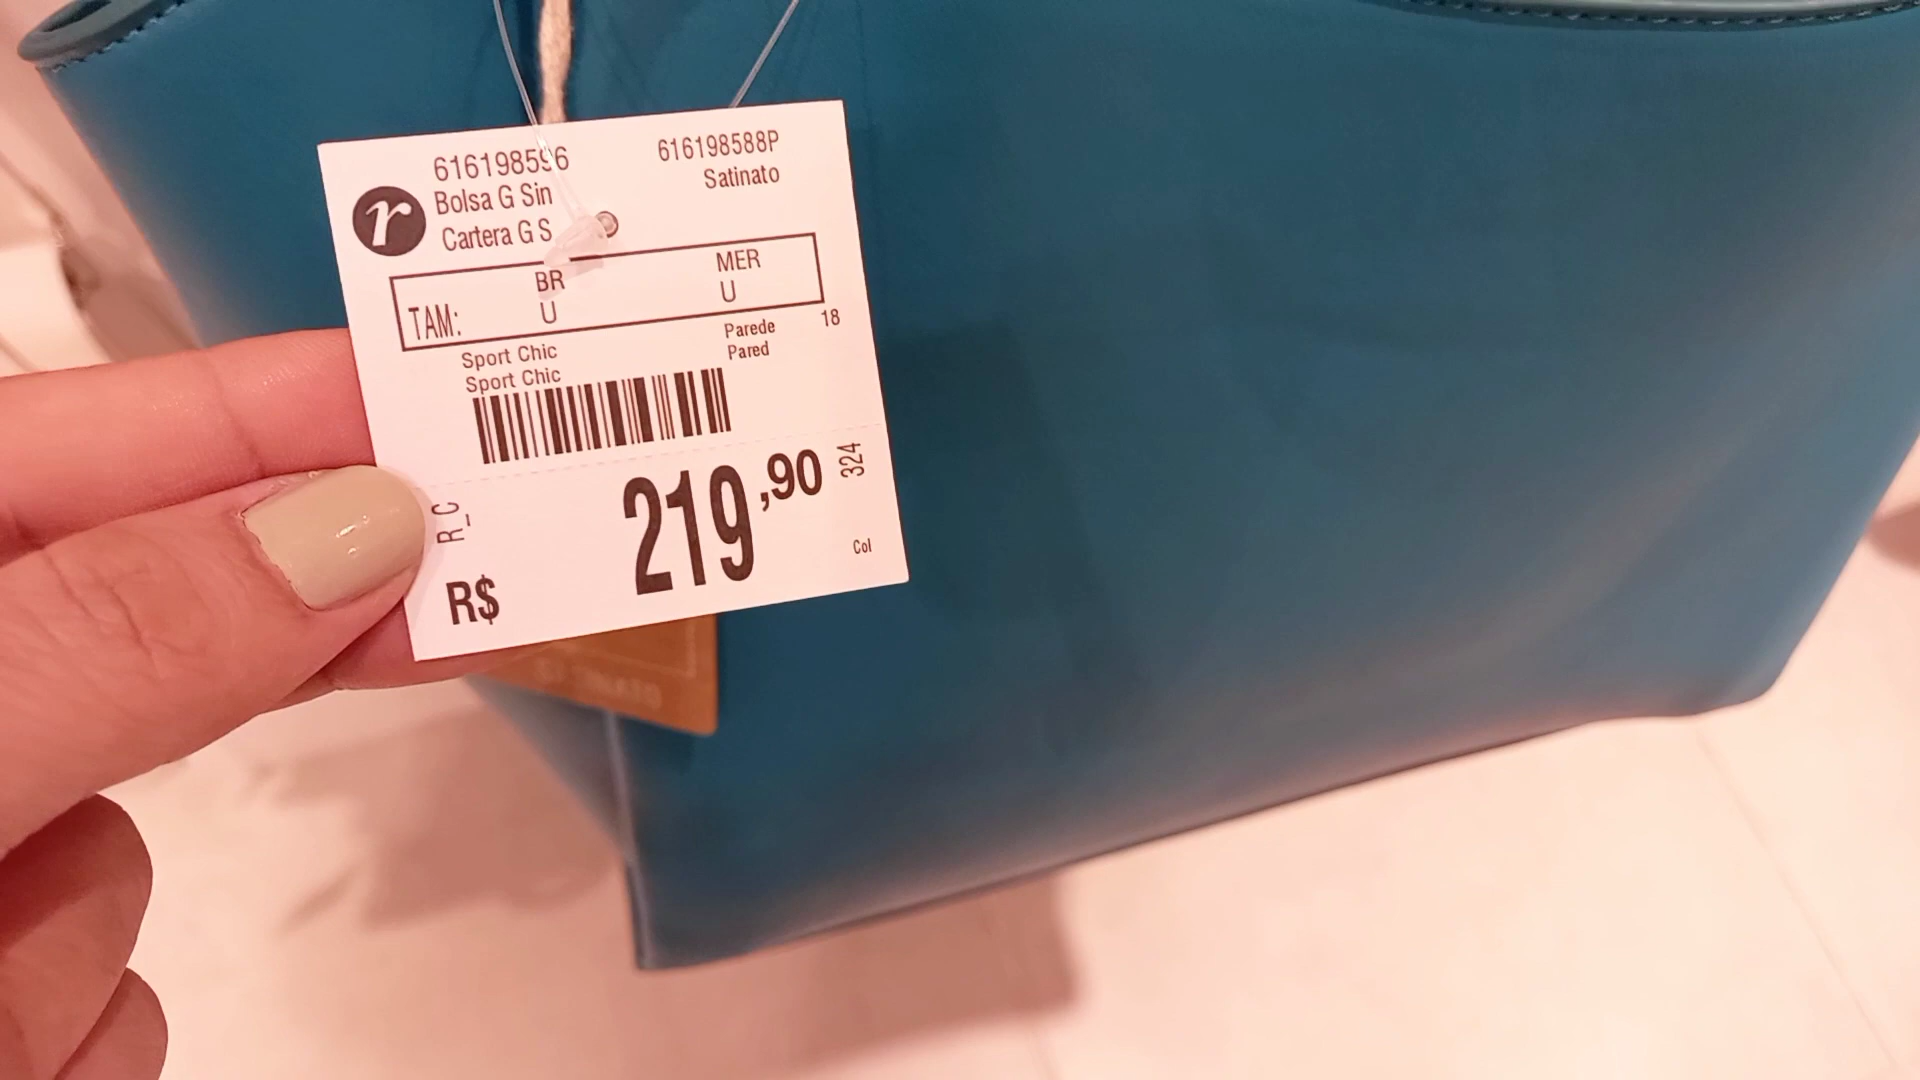 616198596
616198588P
Bolsa G Sin
Satinato
r
Cartera G S
BR
MER
TAM:
U
U
Sport Chic
Parede
18
Sport Chic
Pared
R_C
219,90
324
R$
Col